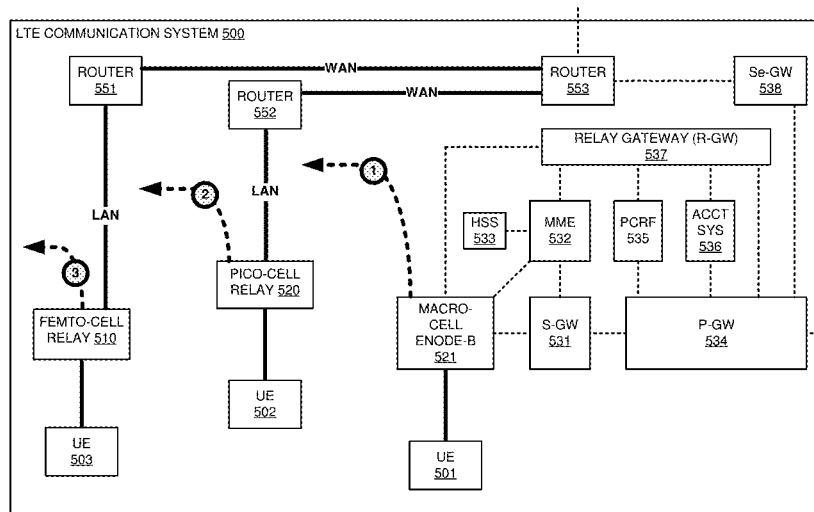 LTE COMMUNICATION SYSTEM 500
ROUTER
551
WAN
ROUTER
553
Se-GW
538
ROUTER
552
WAN
RELAY GATEWAY (R-GW)
537
1
2
LAN
LAN
HSS
533
MME
532
PCRF
535
ACCT
SYS
536
3
PICO-CELL
RELAY 520
FEMTO-CELL
RELAY 510
MACRO-
CELL
ENODE-B
521
S-GW
531
P-GW
534
UE
502
UE
503
UE
501